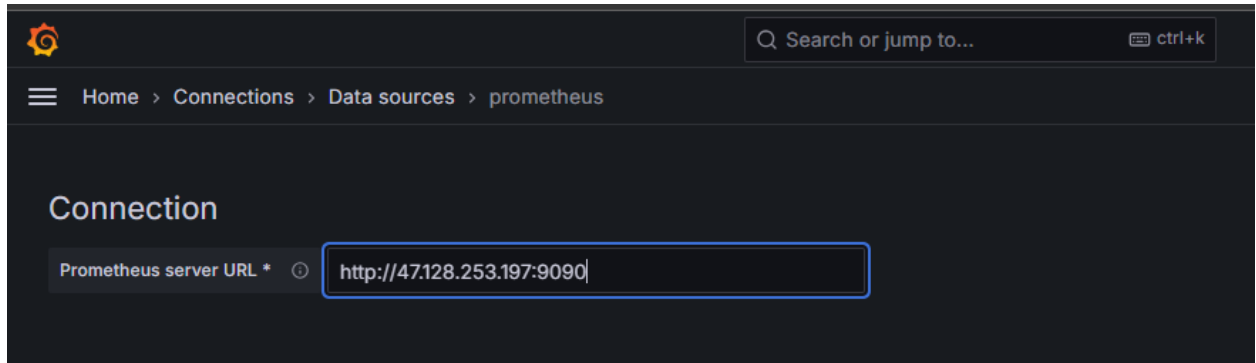 Search or jump to... ctrl+k
Home › Connections › Data sources › prometheus
Connection
Prometheus server URL * http://47.128.253.197:9090